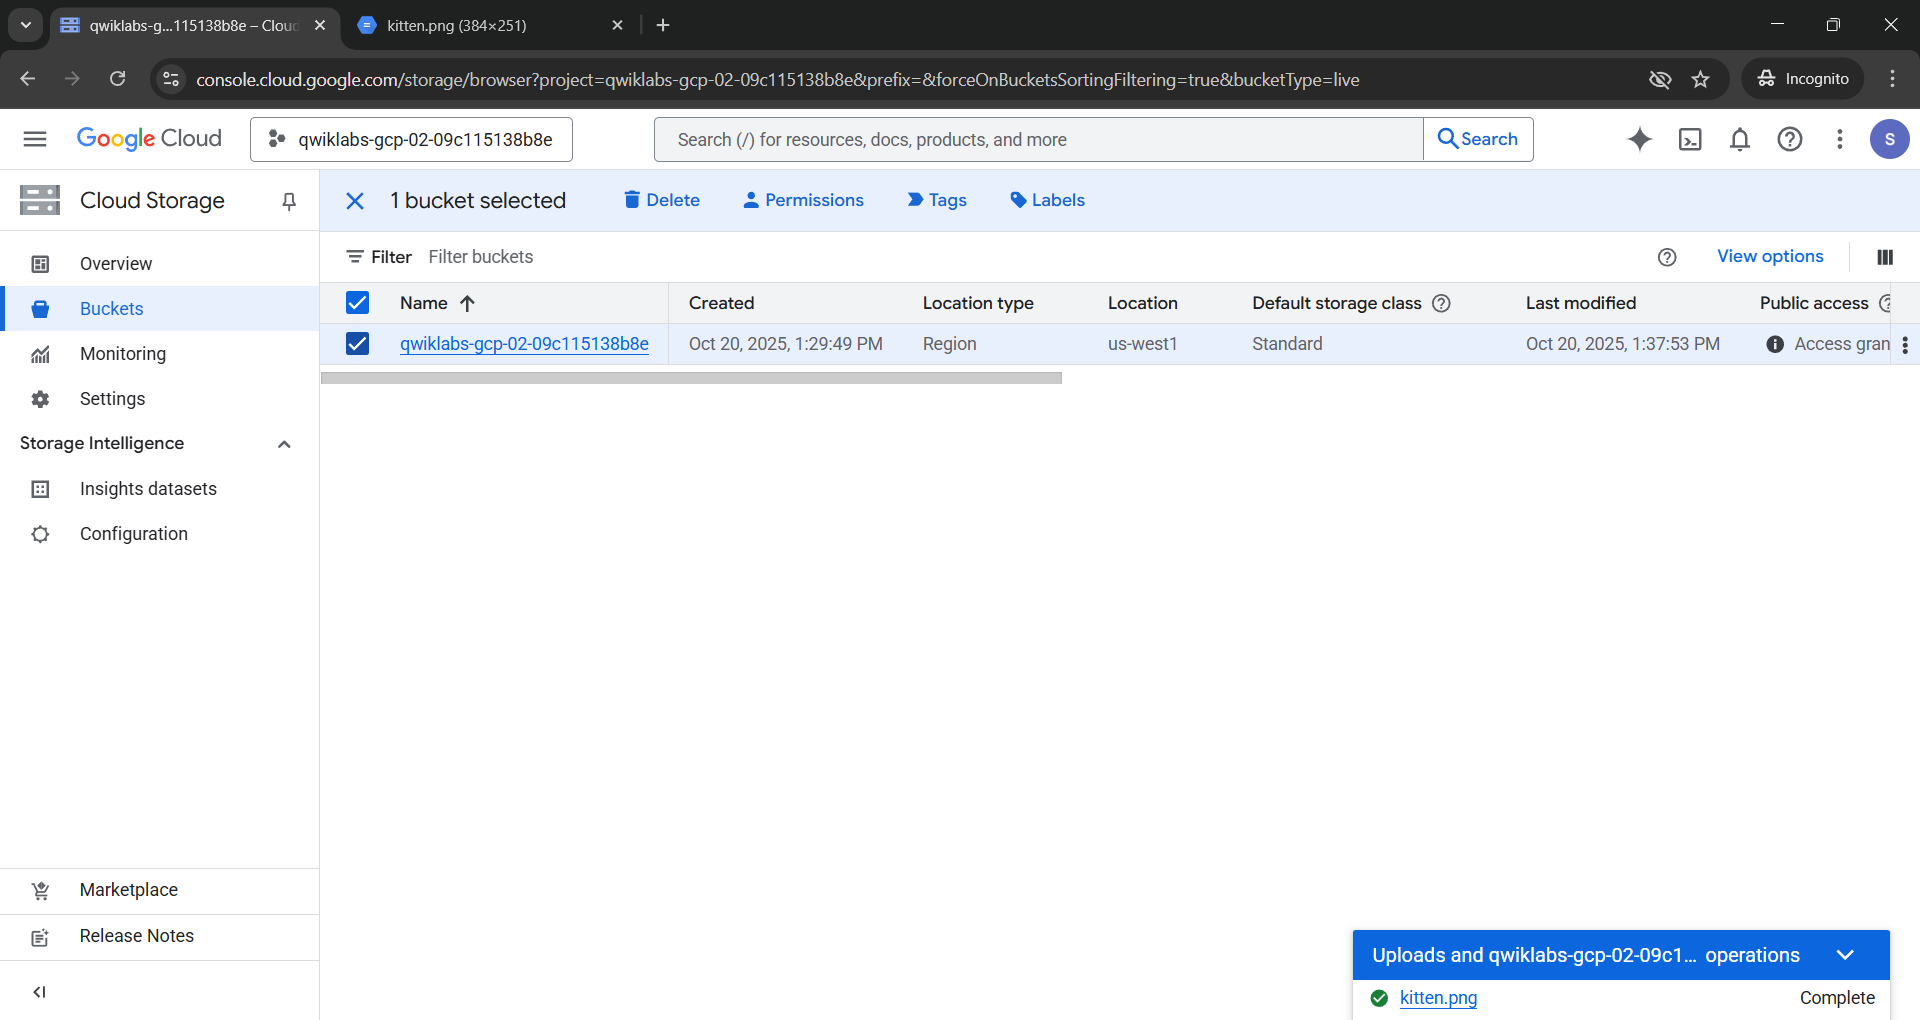 qwiklabs-g...115138b8e – Cloud
kitten.png (384×251)
console.cloud.google.com/storage/browser?project=qwiklabs-gcp-02-09c115138b8e&prefix=&forceOnBucketsSortingFiltering=true&bucketType=live
Incognito
Google Cloud
qwiklabs-gcp-02-09c115138b8e
Search (/) for resources, docs, products, and more
Search
S
Cloud Storage
1 bucket selected
Delete
Permissions
Tags
Labels
Overview
Buckets
Monitoring
Settings
Storage Intelligence
Insights datasets
Configuration
Marketplace
Release Notes
Filter Filter buckets
View options
Name Created Location type Location Default storage class Last modified Public access
qwiklabs-gcp-02-09c115138b8e Oct 20, 2025, 1:29:49 PM Region us-west1 Standard Oct 20, 2025, 1:37:53 PM Access gran
Uploads and qwiklabs-gcp-02-09c1... operations
kitten.png Complete